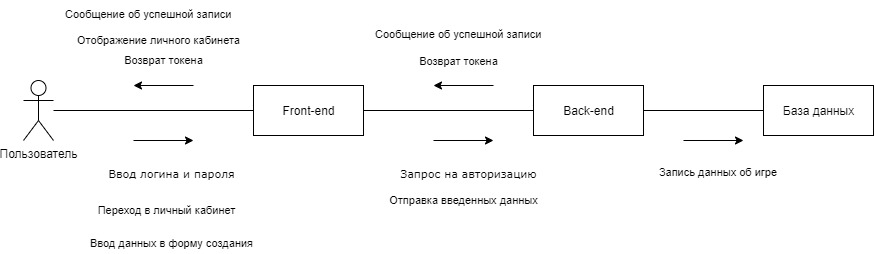 Сообщение об успешной записи
Отображение личного кабинета
Возврат токена
Сообщение об успешной записи
Возврат токена
Front-end
Back-end
База данных
Пользователь
Ввод логина и пароля
Переход в личный кабинет
Ввод данных в форму создания
Запрос на авторизацию
Отправка введенных данных
Запись данных об игре